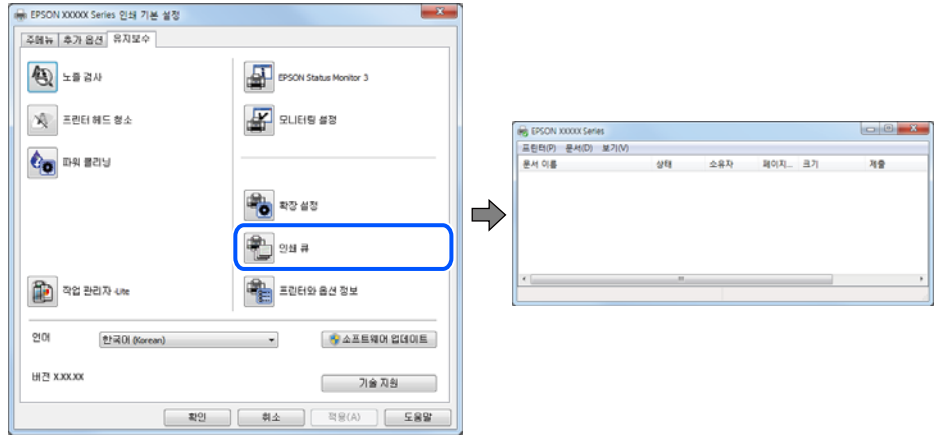 EPSON XXXXX Series 인쇄 기본 설정
주메뉴 추가 옵션 유지보수
노즐 검사
EPSON Status Monitor 3
프린터 헤드 청소
모니터링 설정
파워 클리닝
확장 설정
인쇄 큐
작업 관리자 -Lite
프린터와 옵션 정보
언어
한국어 (Korean)
소프트웨어 업데이트
버전 X.XX.XX
기술 지원
확인 취소 적용(A) 도움말
EPSON XXXXX Series
프린터(P) 문서(D) 보기(V)
문서 이름 상태 소유자 페이지... 크기 제출